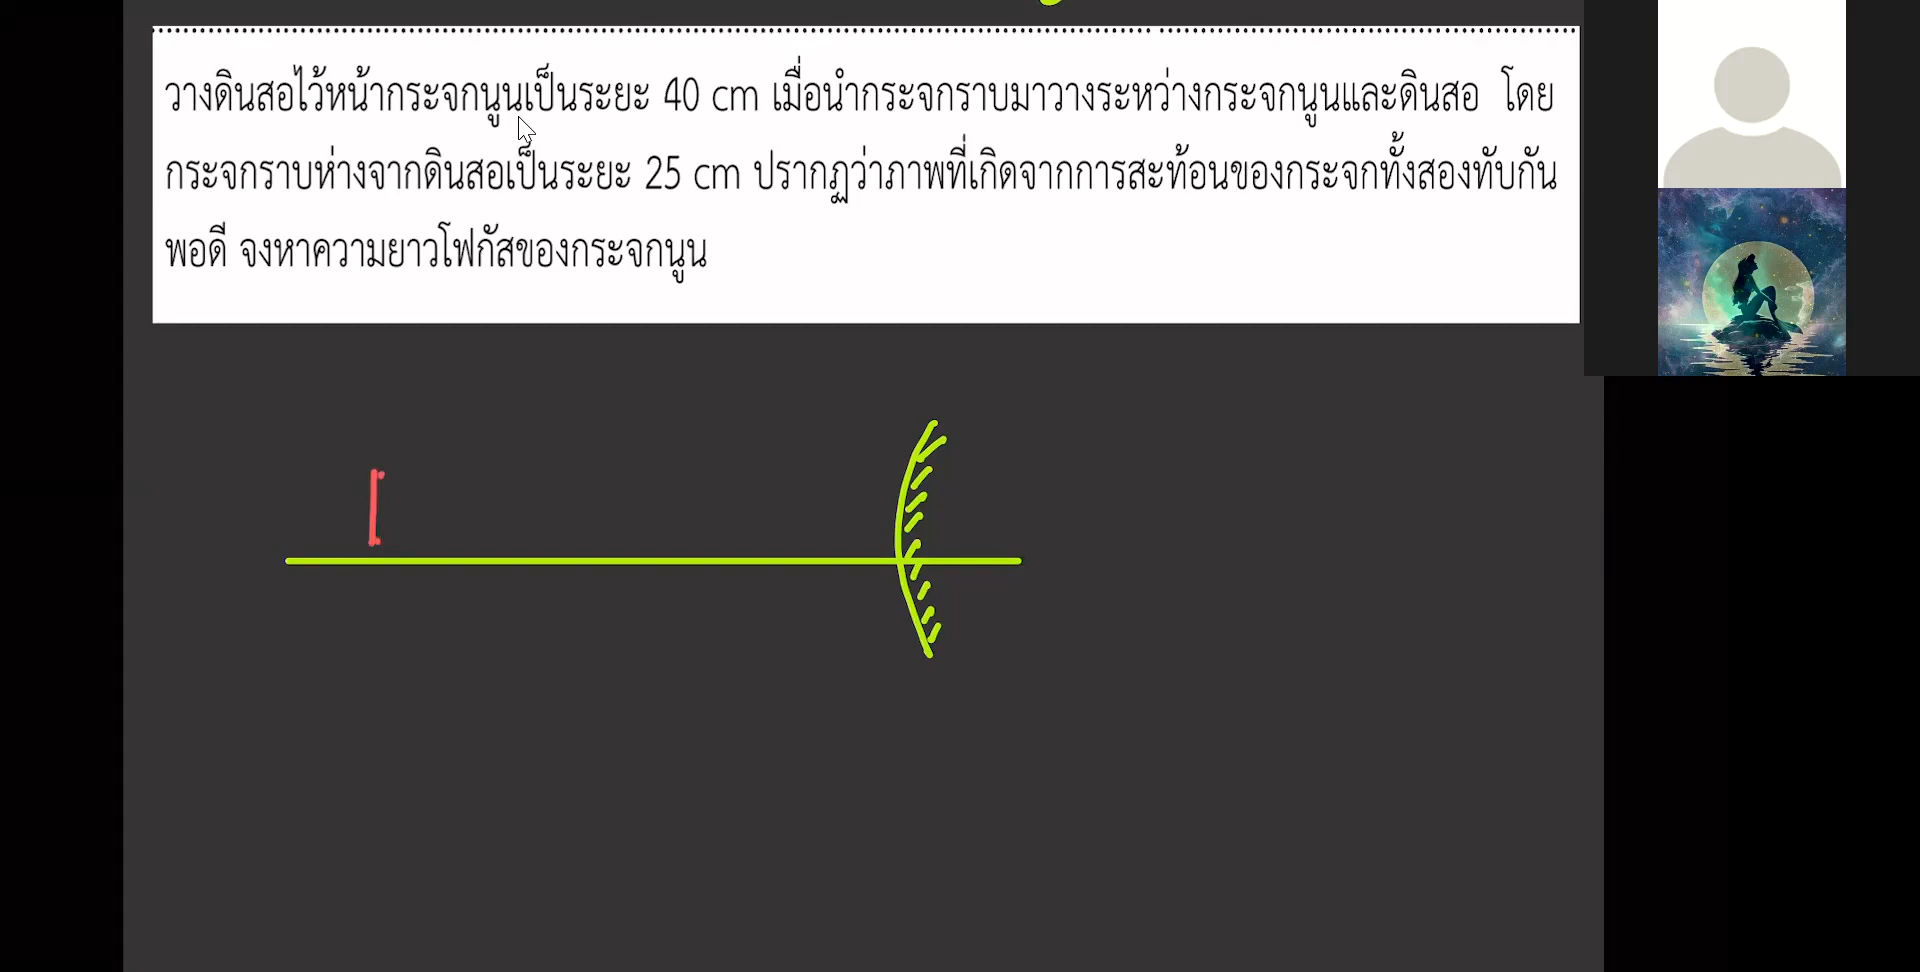 วางดินสอไว้หน้ากระจกนูนเป็นระยะ 40 cm เมื่อนำกระจกราบมาวางระหว่างกระจกนูนและดินสอ โดย
กระจกราบห่างจากดินสอเป็นระยะ 25 cm ปรากฏว่าภาพที่เกิดจากการสะท้อนของกระจกทั้งสองทับกัน
พอดี จงหาความยาวโฟกัสของกระจกนูน